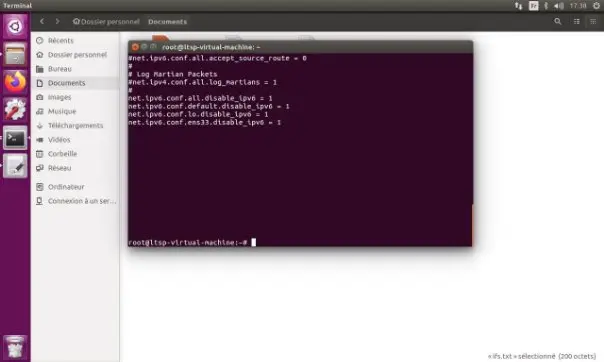 Terminal
Fr
17:38
Dossier personnel
Documents
Récents
Dossier personnel
Bureau
Documents
Images
Musique
Téléchargements
Vidéos
Corbeille
Réseau
Ordinateur
Connexion à un ser…
root@ltsp-virtual-machine: ~
#net.ipv6.conf.all.accept_source_route = 0
#
# Log Martian Packets
#net.ipv4.conf.all.log_martians = 1
#
net.ipv6.conf.all.disable_ipv6 = 1
net.ipv6.conf.default.disable_ipv6 = 1
net.ipv6.conf.lo.disable_ipv6 = 1
net.ipv6.conf.ens33.disable_ipv6 = 1
root@ltsp-virtual-machine:~#
« ifs.txt » sélectionné (200 octets)